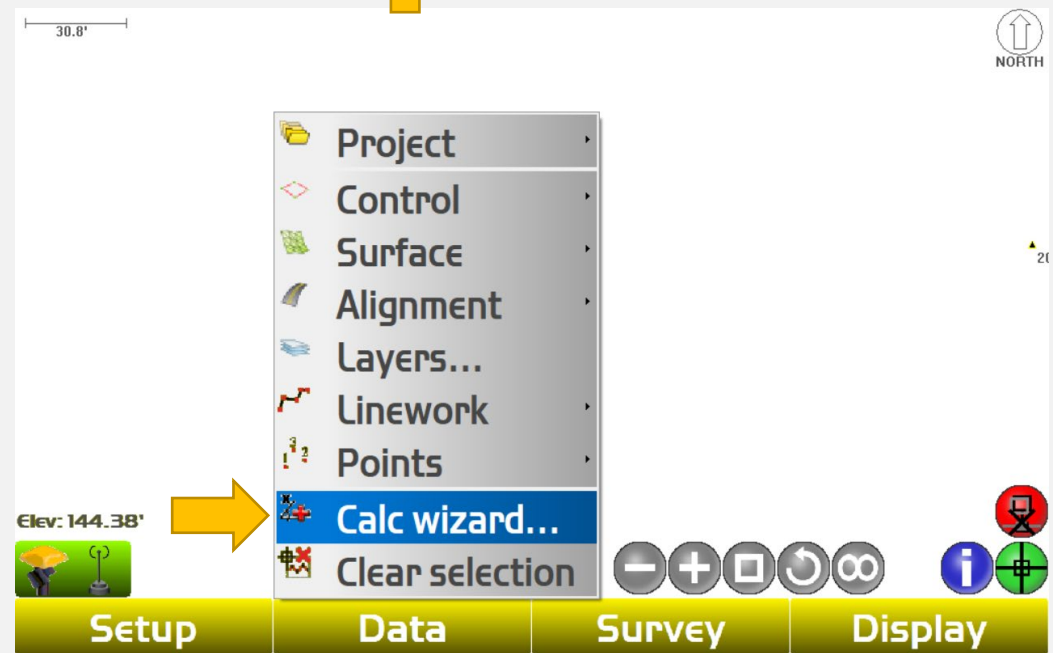 30.8'
NORTH
Project
Control
Surface
Alignment
Layers...
Linework
Points
Calc wizard...
Clear selection
20
Elev: 144.38'
Setup Data Survey Display